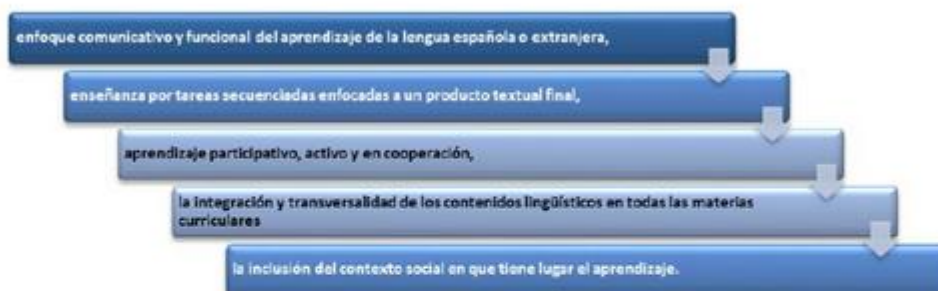 enfoque comunicativo y funcional del aprendizaje de la lengua española o extranjera,
enseñanza por tareas secuenciadas enfocadas a un producto textual final,
aprendizaje participativo, activo y en cooperación,
la integración y transversalidad de los contenidos lingüísticos en todas las materias
curriculares
la inclusión del contexto social en que tiene lugar el aprendizaje.